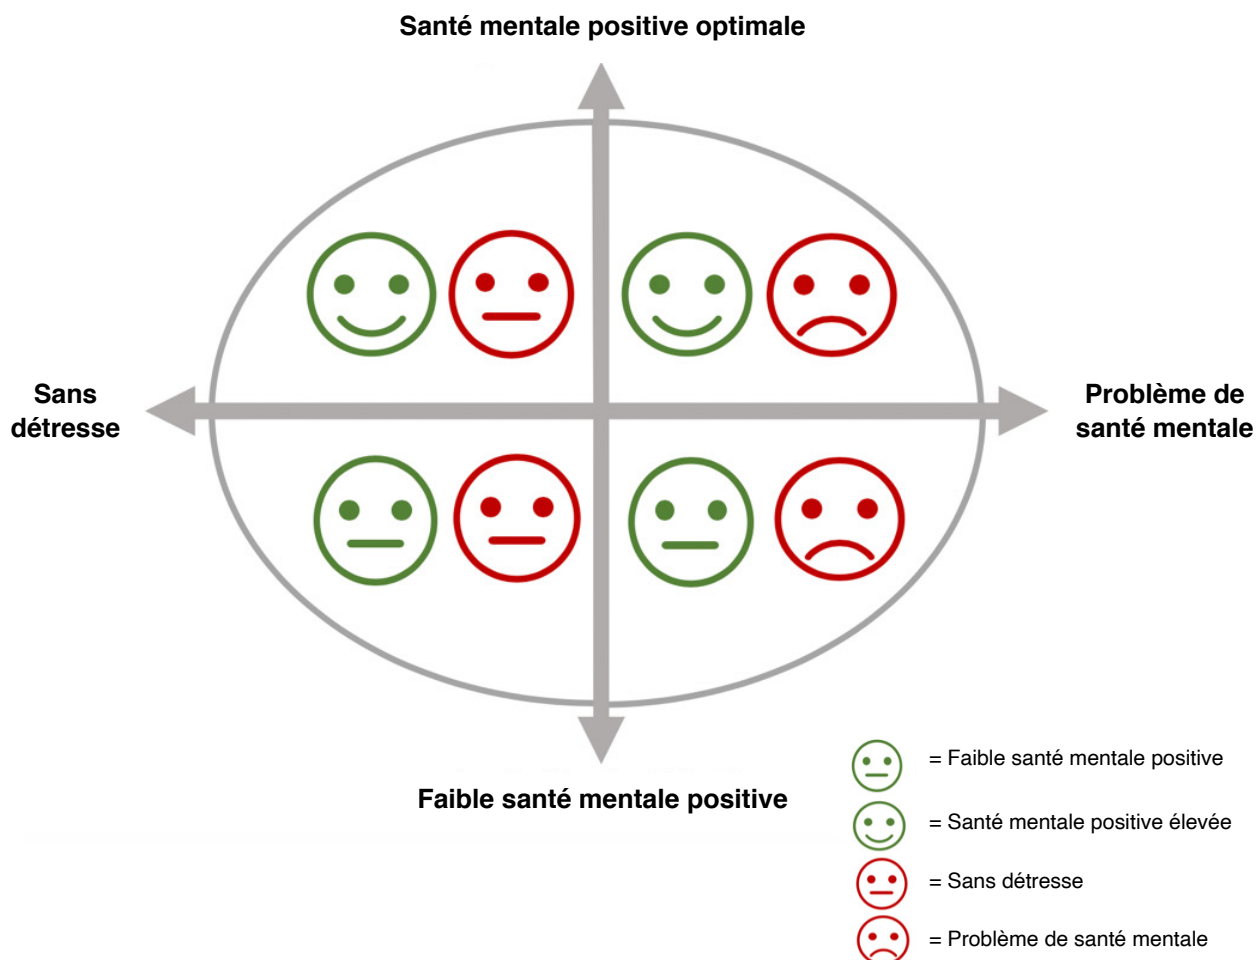 Santé mentale positive optimale
Sans
détresse
Problème de
santé mentale
Faible santé mentale positive
= Faible santé mentale positive
= Santé mentale positive élevée
= Sans détresse
= Problème de santé mentale